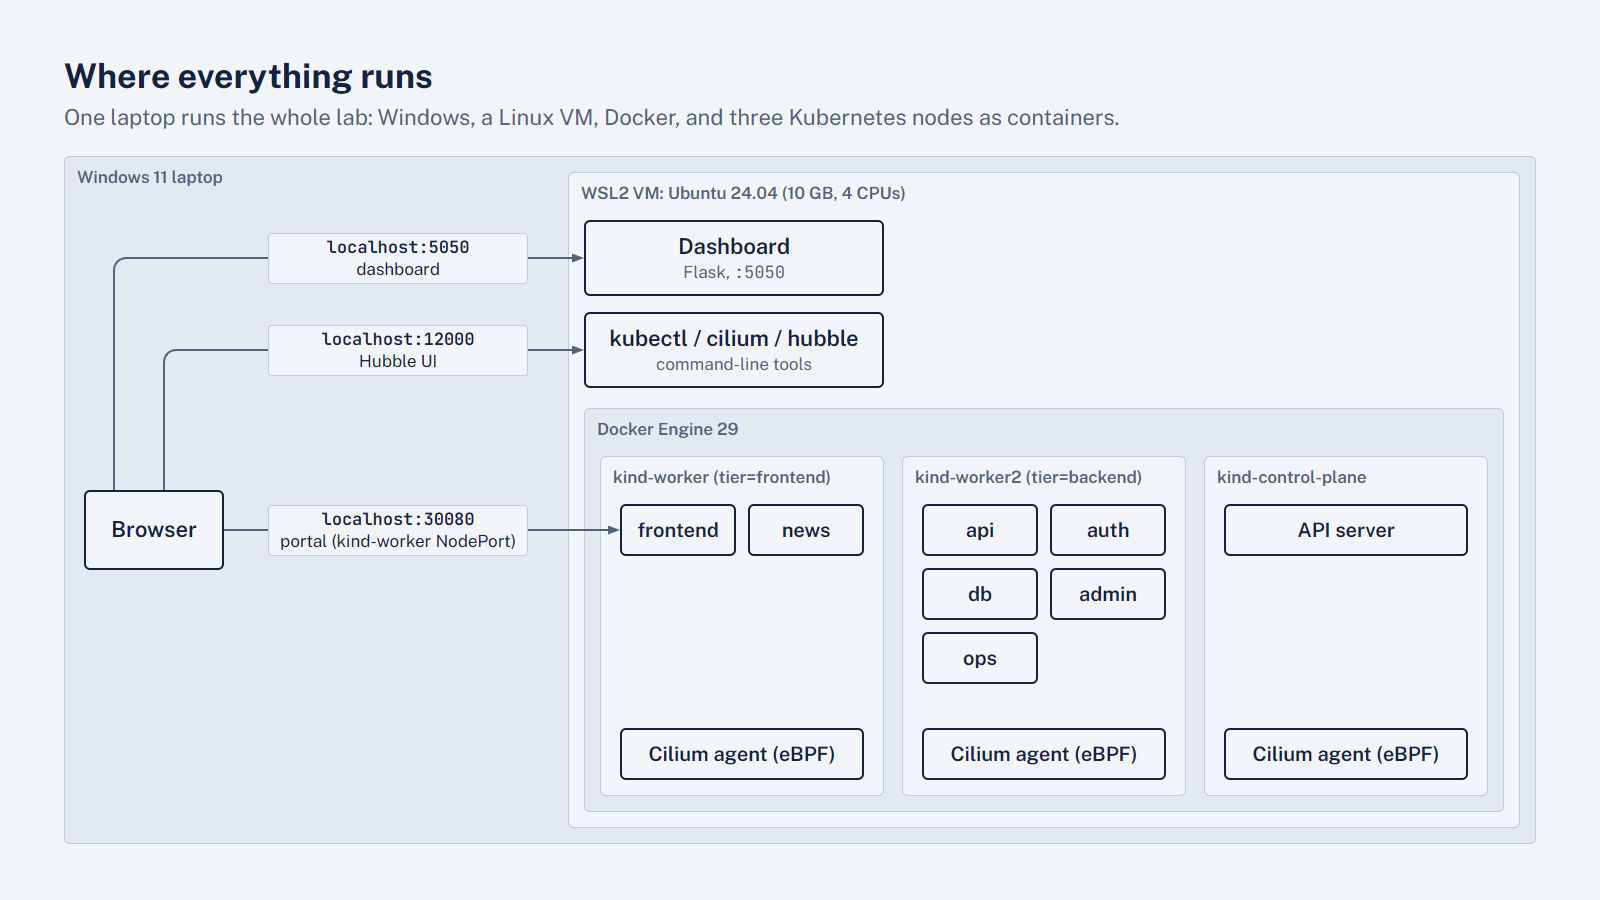 Where everything runs
One laptop runs the whole lab: Windows, a Linux VM, Docker, and three Kubernetes nodes as containers.
Windows 11 laptop
WSL2 VM: Ubuntu 24.04 (10 GB, 4 CPUs)
localhost:5050
dashboard
Dashboard
Flask, :5050
localhost:12000
Hubble UI
kubectl / cilium / hubble
command-line tools
Docker Engine 29
Browser
localhost:30080
portal (kind-worker NodePort)
kind-worker (tier=frontend)
frontend
news
Cilium agent (eBPF)
kind-worker2 (tier=backend)
api
auth
db
admin
ops
Cilium agent (eBPF)
kind-control-plane
API server
Cilium agent (eBPF)